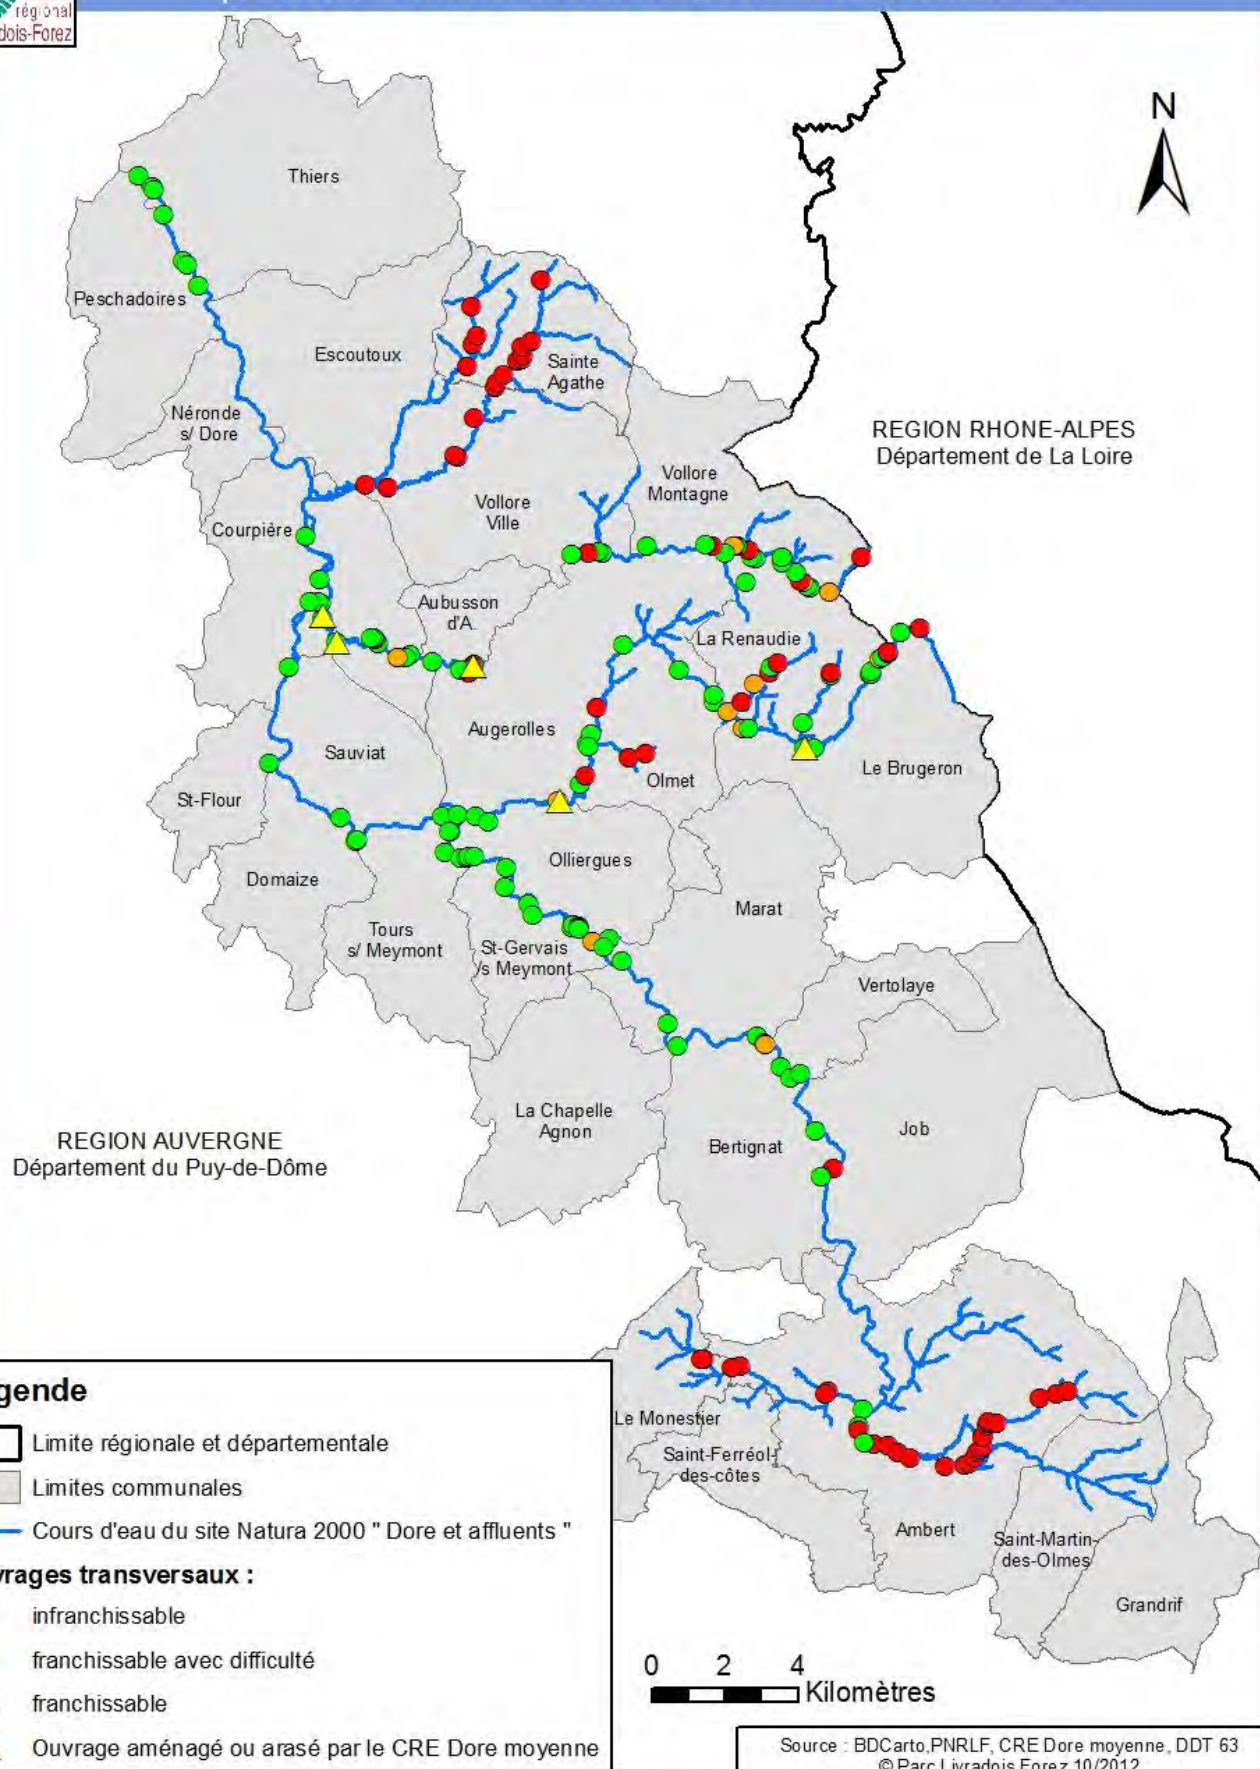 régional
dois-Forez
N
Thiers
Peschadoires
Escoutoux
Sainte
Agathe
Néronde
s/ Dore
REGION RHONE-ALPES
Département de La Loire
Vollore
Montagne
Vollore
Ville
Courpière
Aubusson
d'A.
La Renaudie
Augerolles
Sauviat
Olmet
Le Brugeron
St-Flour
Olliergues
Domaize
Marat
Tours
s/ Meymont
St-Gervais
/s Meymont
Vertolaye
La Chapelle
Agnon
Job
Bertignat
REGION AUVERGNE
Département du Puy-de-Dôme
Le Monestier
Saint-Ferréol-
des-côtes
Ambert
Saint-Martin-
des-Olmes
Grandrif
gende
Limite régionale et départementale
Limites communales
Cours d'eau du site Natura 2000 " Dore et affluents "
vrages transversaux :
infranchissable
franchissable avec difficulté
franchissable
Ouvrage aménagé ou arasé par le CRE Dore moyenne
0 2 4
Kilomètres
Source : BDCarto,PNRLF, CRE Dore moyenne, DDT 63
© Parc Livradois Forez 10/2012